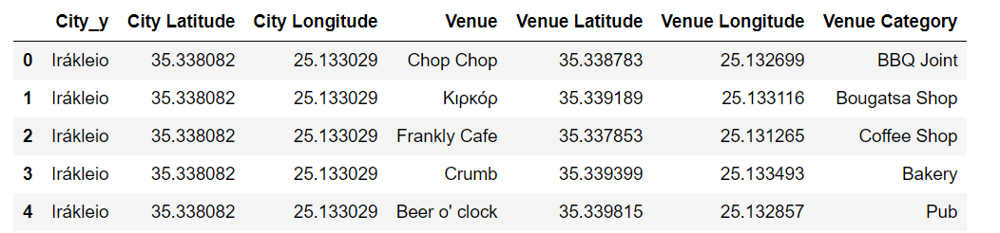 City_y City Latitude City Longitude Venue Venue Latitude Venue Longitude Venue Category
0 Irákleio 35.338082 25.133029 Chop Chop 35.338783 25.132699 BBQ Joint
1 Irákleio 35.338082 25.133029 Κιρκόρ 35.339189 25.133116 Bougatsa Shop
2 Irákleio 35.338082 25.133029 Frankly Cafe 35.337853 25.131265 Coffee Shop
3 Irákleio 35.338082 25.133029 Crumb 35.339399 25.133493 Bakery
4 Irákleio 35.338082 25.133029 Beer o' clock 35.339815 25.132857 Pub